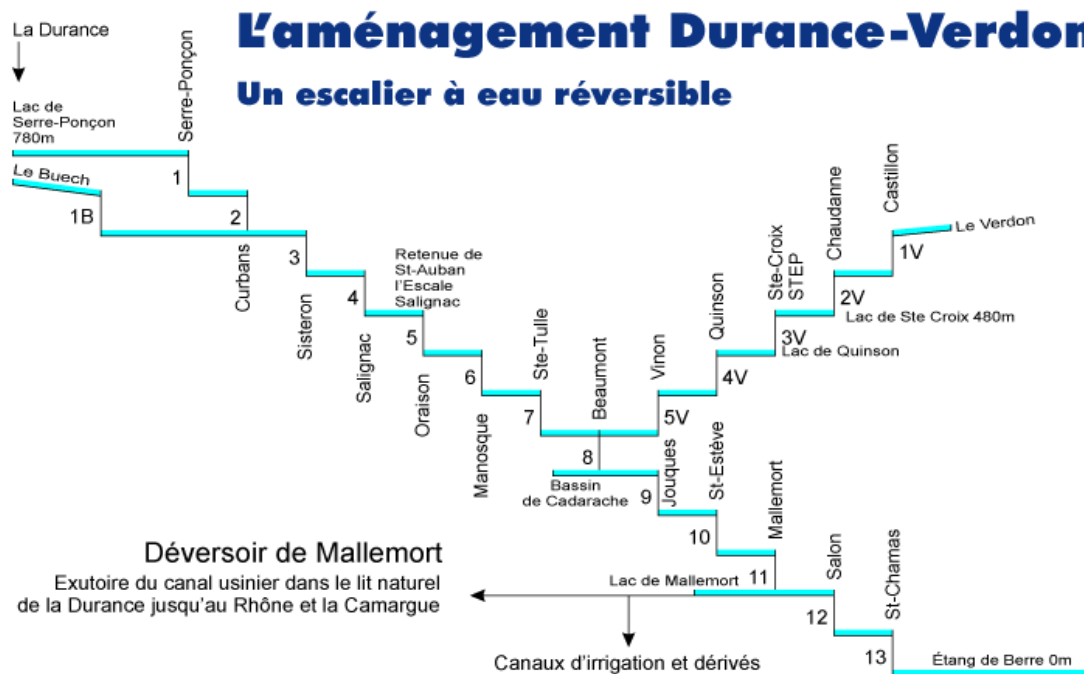 L'aménagement Durance-Verdon
Un escalier à eau réversible
La Durance
Lac de
Serre-Ponçon
780m
Serre-Ponçon
Le Buech
1
1B
2
Curbans
3
Sisteron
4
Salignac
Retenue de
St-Auban
l'Escale
Salignac
5
Oraison
6
Manosque
Ste-Tulle
7
Beaumont
8
Bassin
de Cadarache
Vinon
5V
Quinson
4V
Ste-Croix
STEP
3V
Lac de Quinson
Chaudanne
2V
Lac de Ste Croix 480m
Castillon
1V
Le Verdon
9
Jouques
St-Estève
10
Mallemort
11
Lac de Mallemort
Salon
12
St-Chamas
13
Étang de Berre 0m
Déversoir de Mallemort
Exutoire du canal usinier dans le lit naturel
de la Durance jusqu'au Rhône et la Camargue
Canaux d'irrigation et dérivés